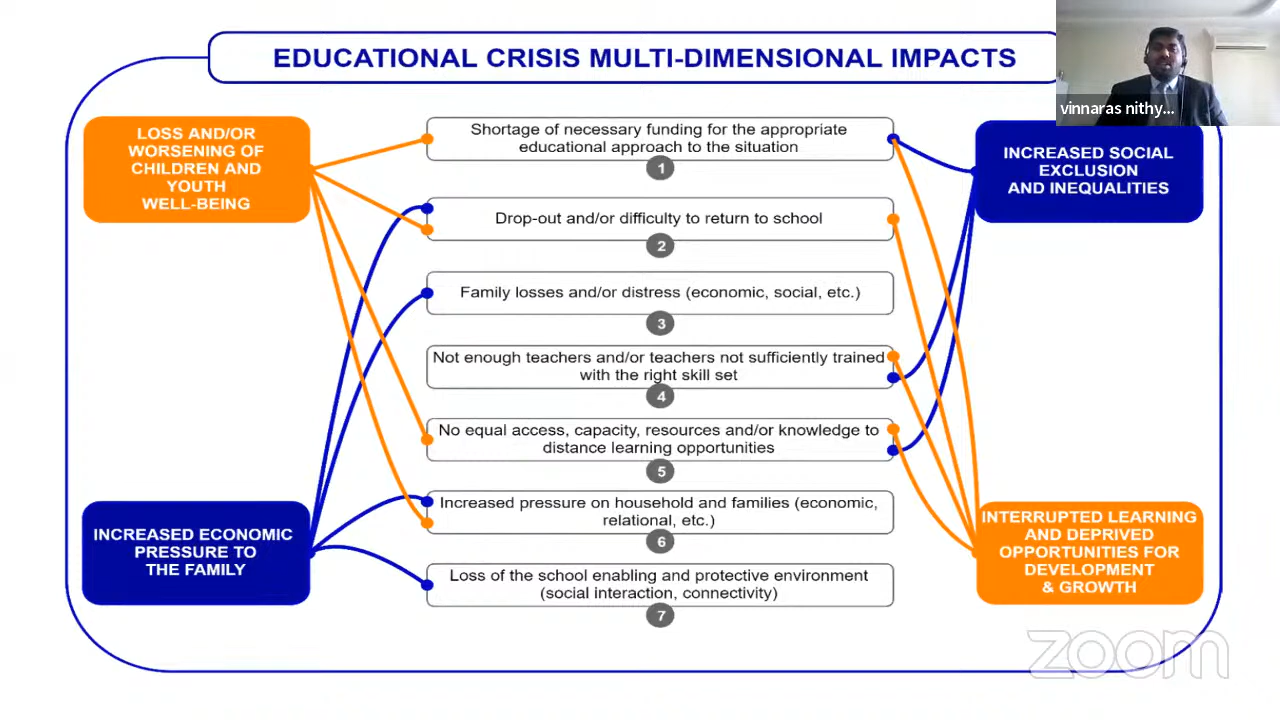 EDUCATIONAL CRISIS MULTI-DIMENSIONAL IMPACTS
vinnaras nithy...
LOSS AND/OR
WORSENING OF
CHILDREN AND
YOUTH
WELL-BEING
INCREASED ECONOMIC
PRESSURE TO
THE FAMILY
Shortage of necessary funding for the appropriate
educational approach to the situation
1
Drop-out and/or difficulty to return to school
2
Family losses and/or distress (economic, social, etc.)
3
Not enough teachers and/or teachers not sufficiently trained
with the right skill set
4
No equal access, capacity, resources and/or knowledge to
distance learning opportunities
5
Increased pressure on household and families (economic,
relational, etc.)
6
Loss of the school enabling and protective environment
(social interaction, connectivity)
7
INCREASED SOCIAL
EXCLUSION
AND INEQUALITIES
INTERRUPTED LEARNING
AND DEPRIVED
OPPORTUNITIES FOR
DEVELOPMENT
& GROWTH
zoom